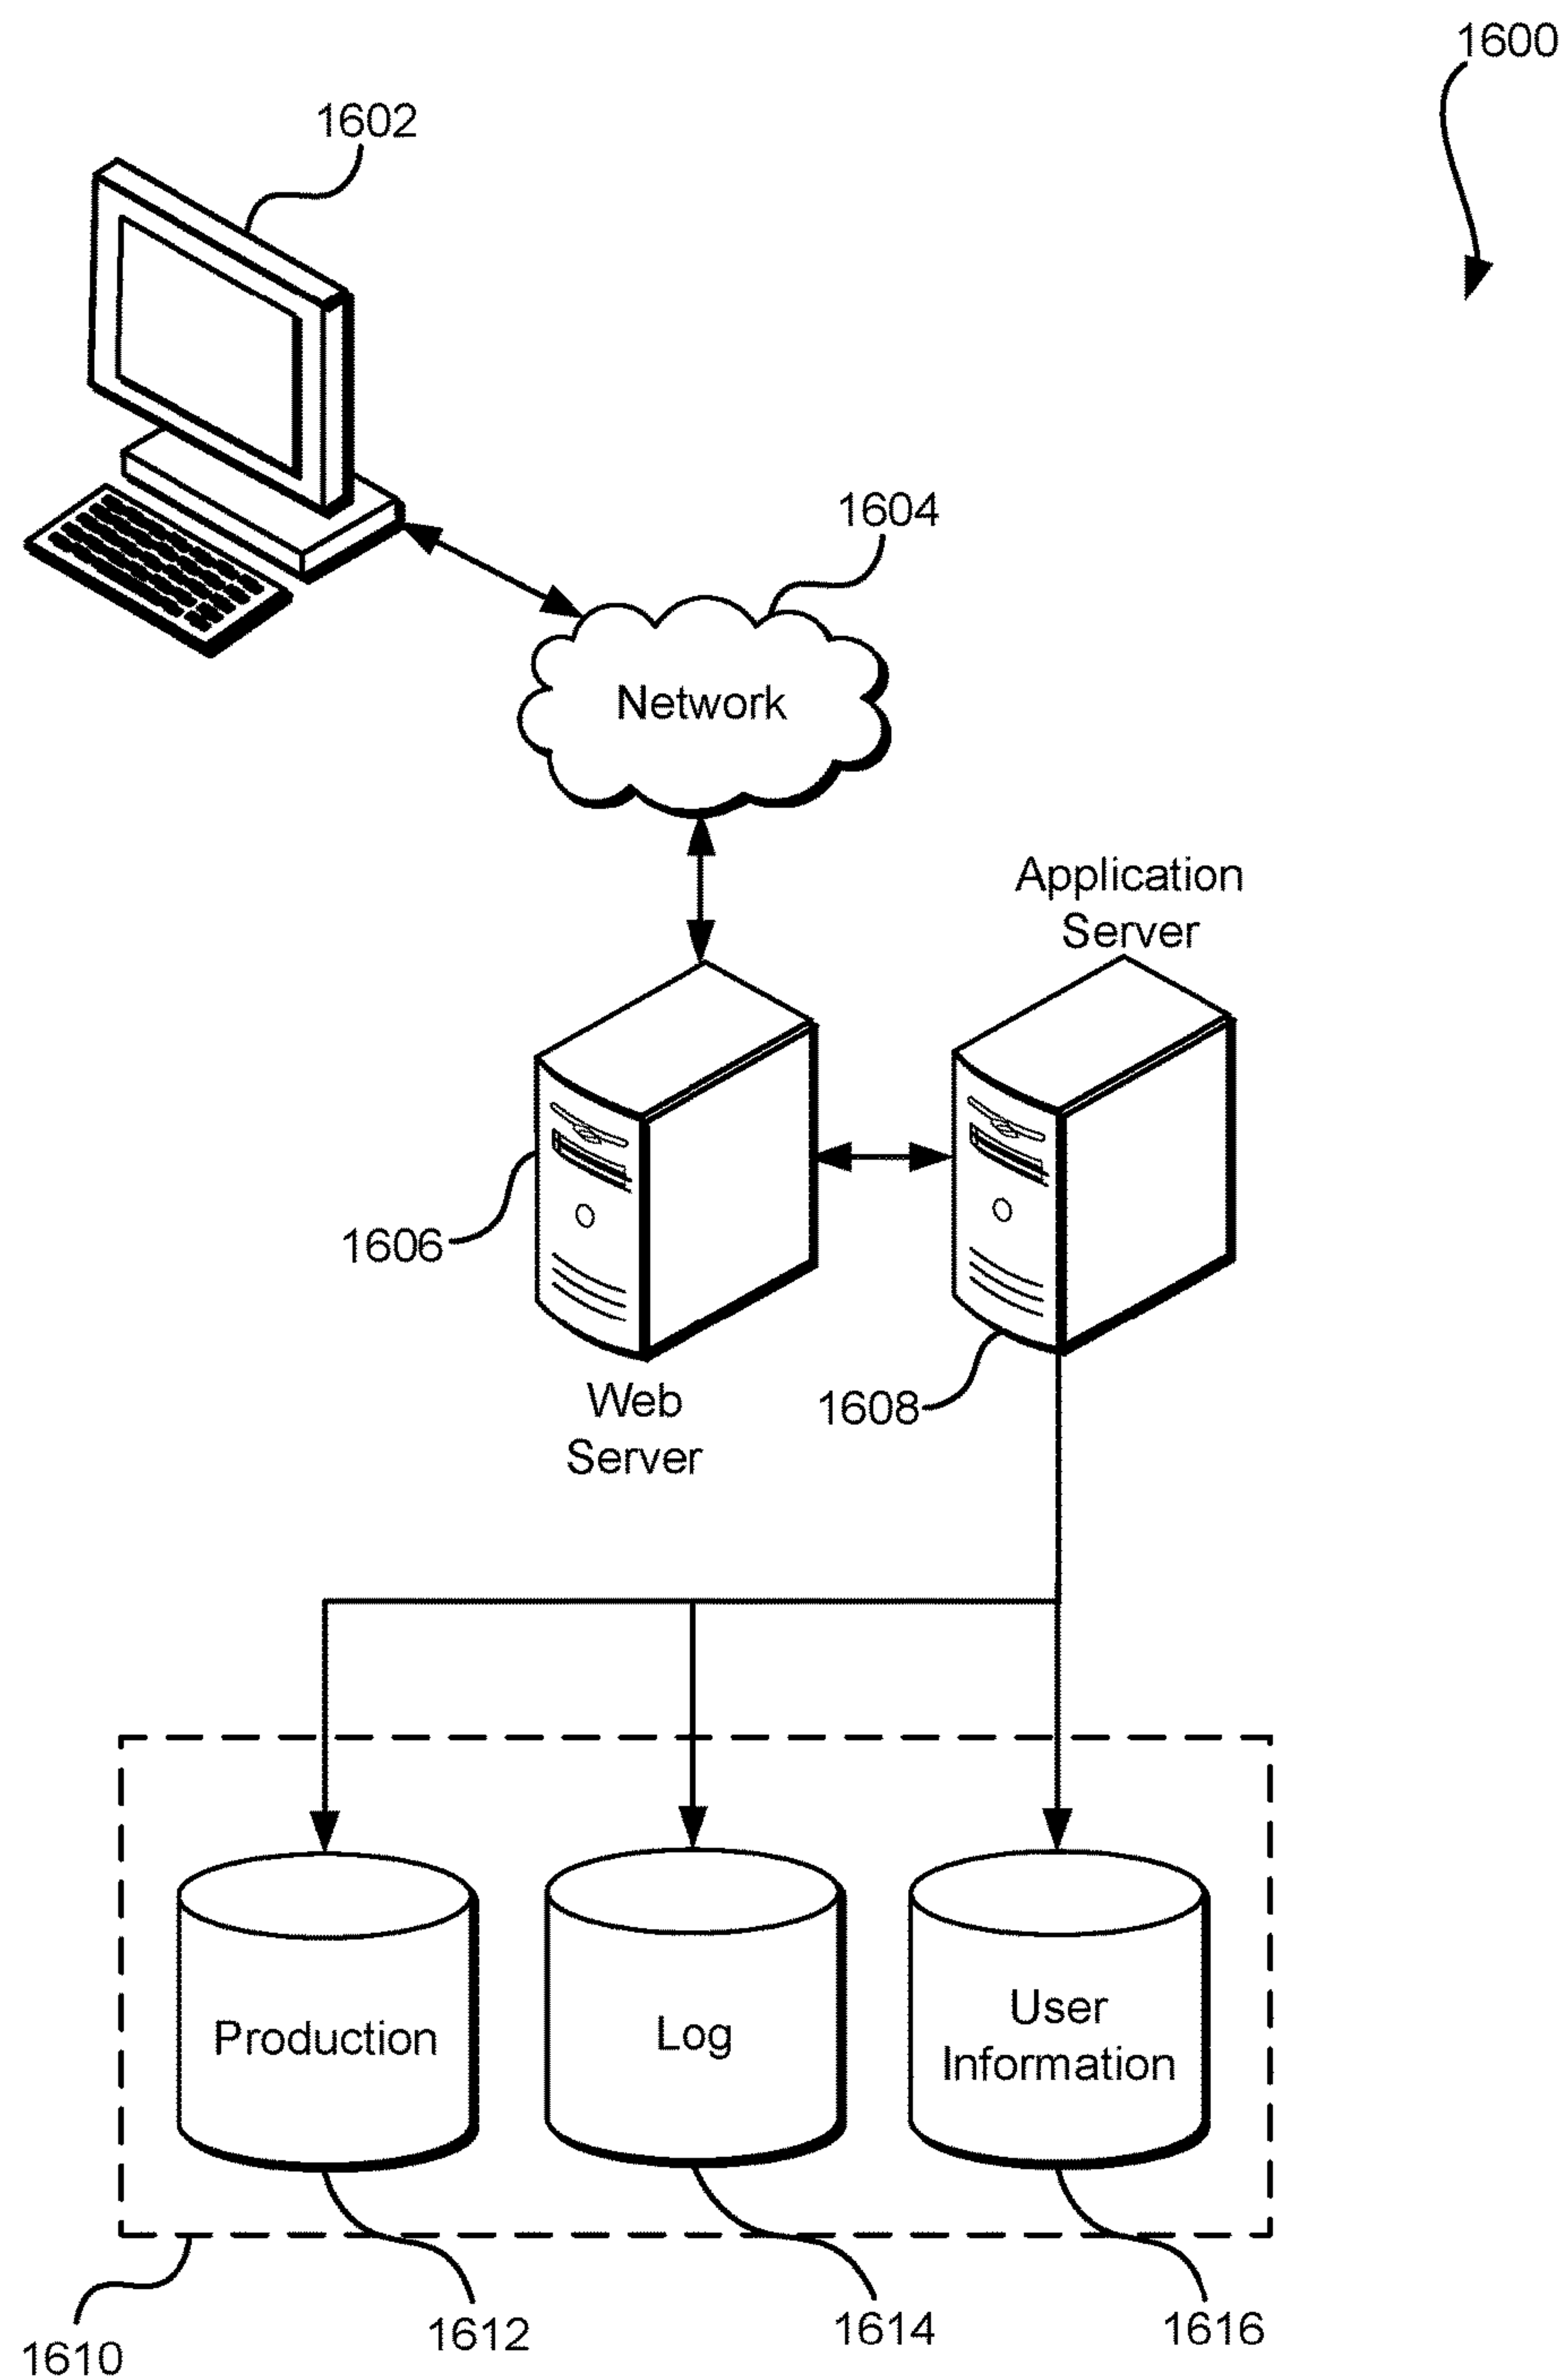 1600
1602
1604
Network
Application
Server
1606
Web
Server
1608
Production
Log
User
Information
1610
1612
1614
1616